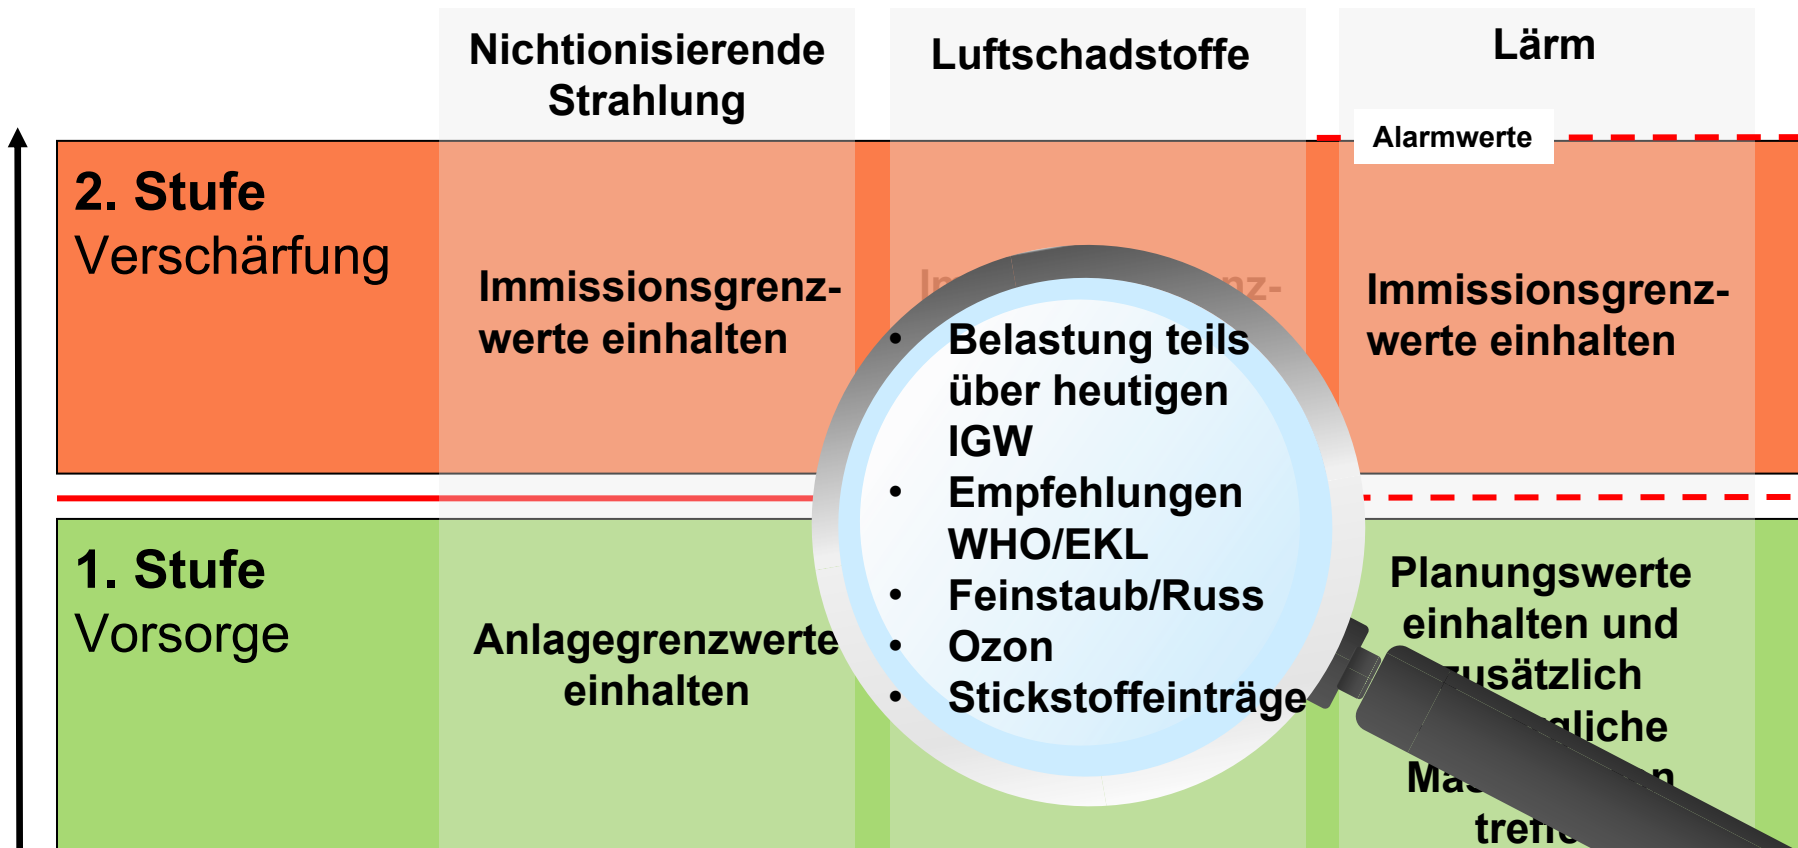 Nichtionisierende
Strahlung
Luftschadstoffe
Lärm
Alarmwerte
2. Stufe
Verschärfung
Immissionsgrenz-
werte einhalten
Immissionsgrenz-
werte einhalten
• Belastung teils
über heutigen
IGW
• Empfehlungen
WHO/EKL
• Feinstaub/Russ
• Ozon
• Stickstoffeinträge
1. Stufe
Vorsorge
Anlagegrenzwerte
einhalten
Planungswerte
einhalten und
zusätzlich